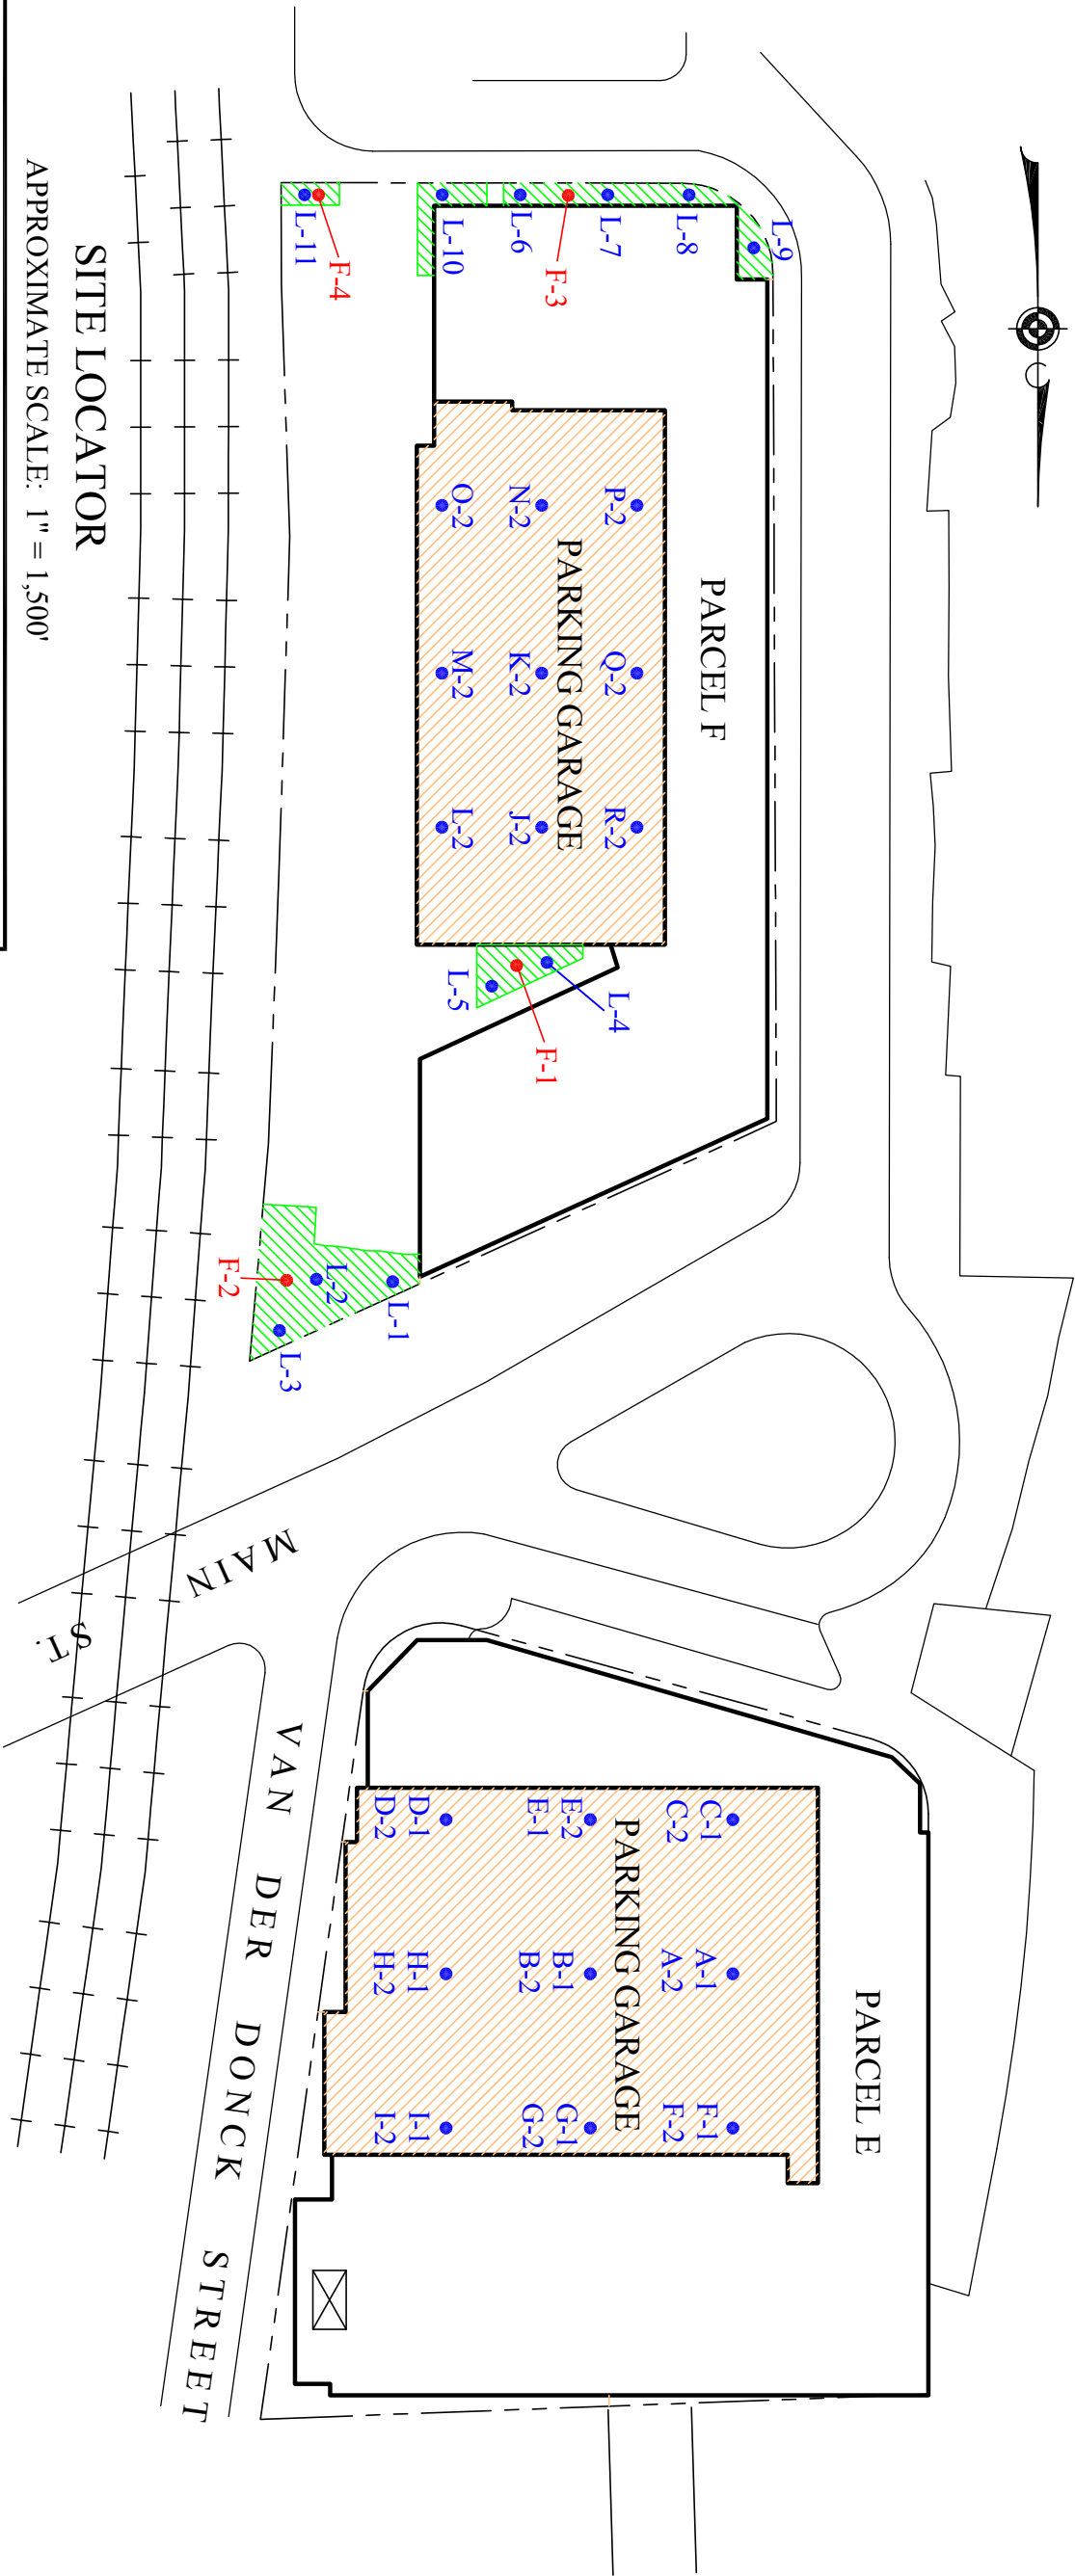 L-9
L-8
L-7
F-3
L-6
L-10
F-4
L-11
PARCEL F
PARKING GARAGE
P-2
Q-2
R-2
N-2
K-2
J-2
O-2
M-2
L-2
L-4
F-1
L-5
L-1
L-2
F-2
L-3
MAIN ST.
VAN DER DONCK STREET
PARCEL E
PARKING GARAGE
C-1
C-2
A-1
A-2
F-1
F-2
E-2
E-1
B-1
B-2
G-1
G-2
D-1
D-2
H-1
H-2
I-1
I-2
SITE LOCATOR
APPROXIMATE SCALE: 1" = 1,500'